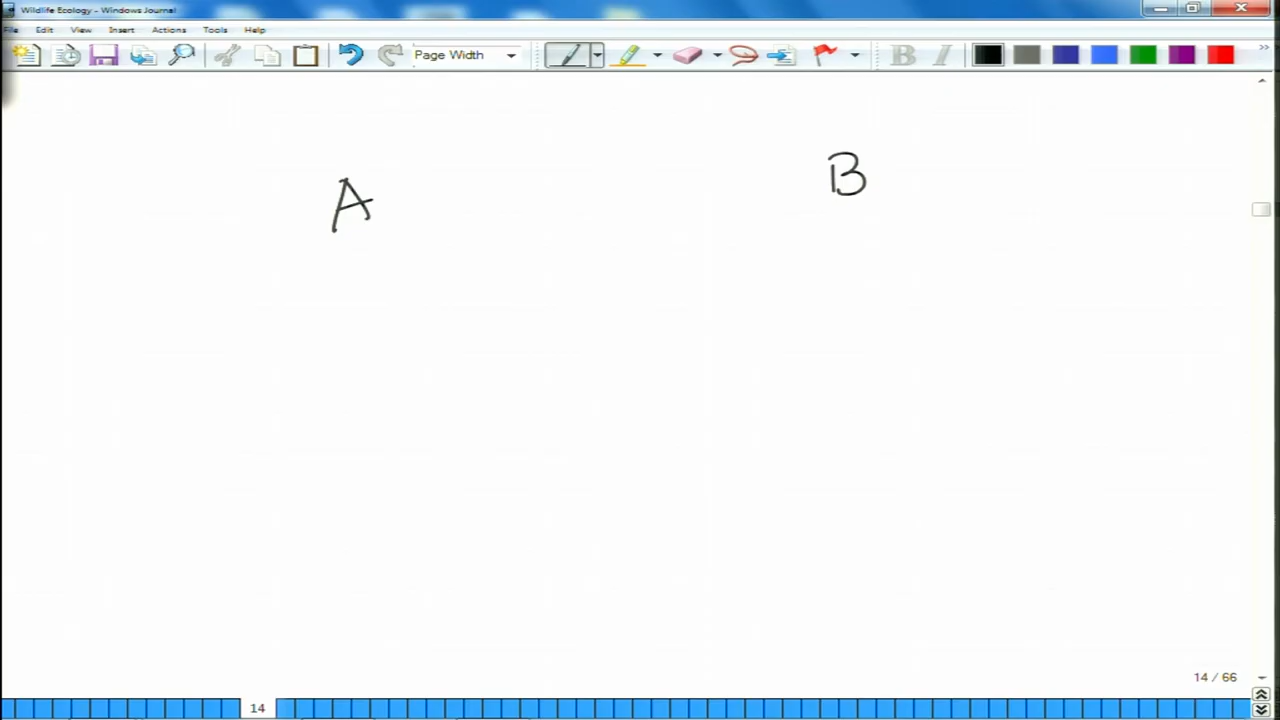 Wildlife Ecology - Windows Journal
File Edit View Insert Actions Tools Help
Page Width B I
A B
14 / 66
14